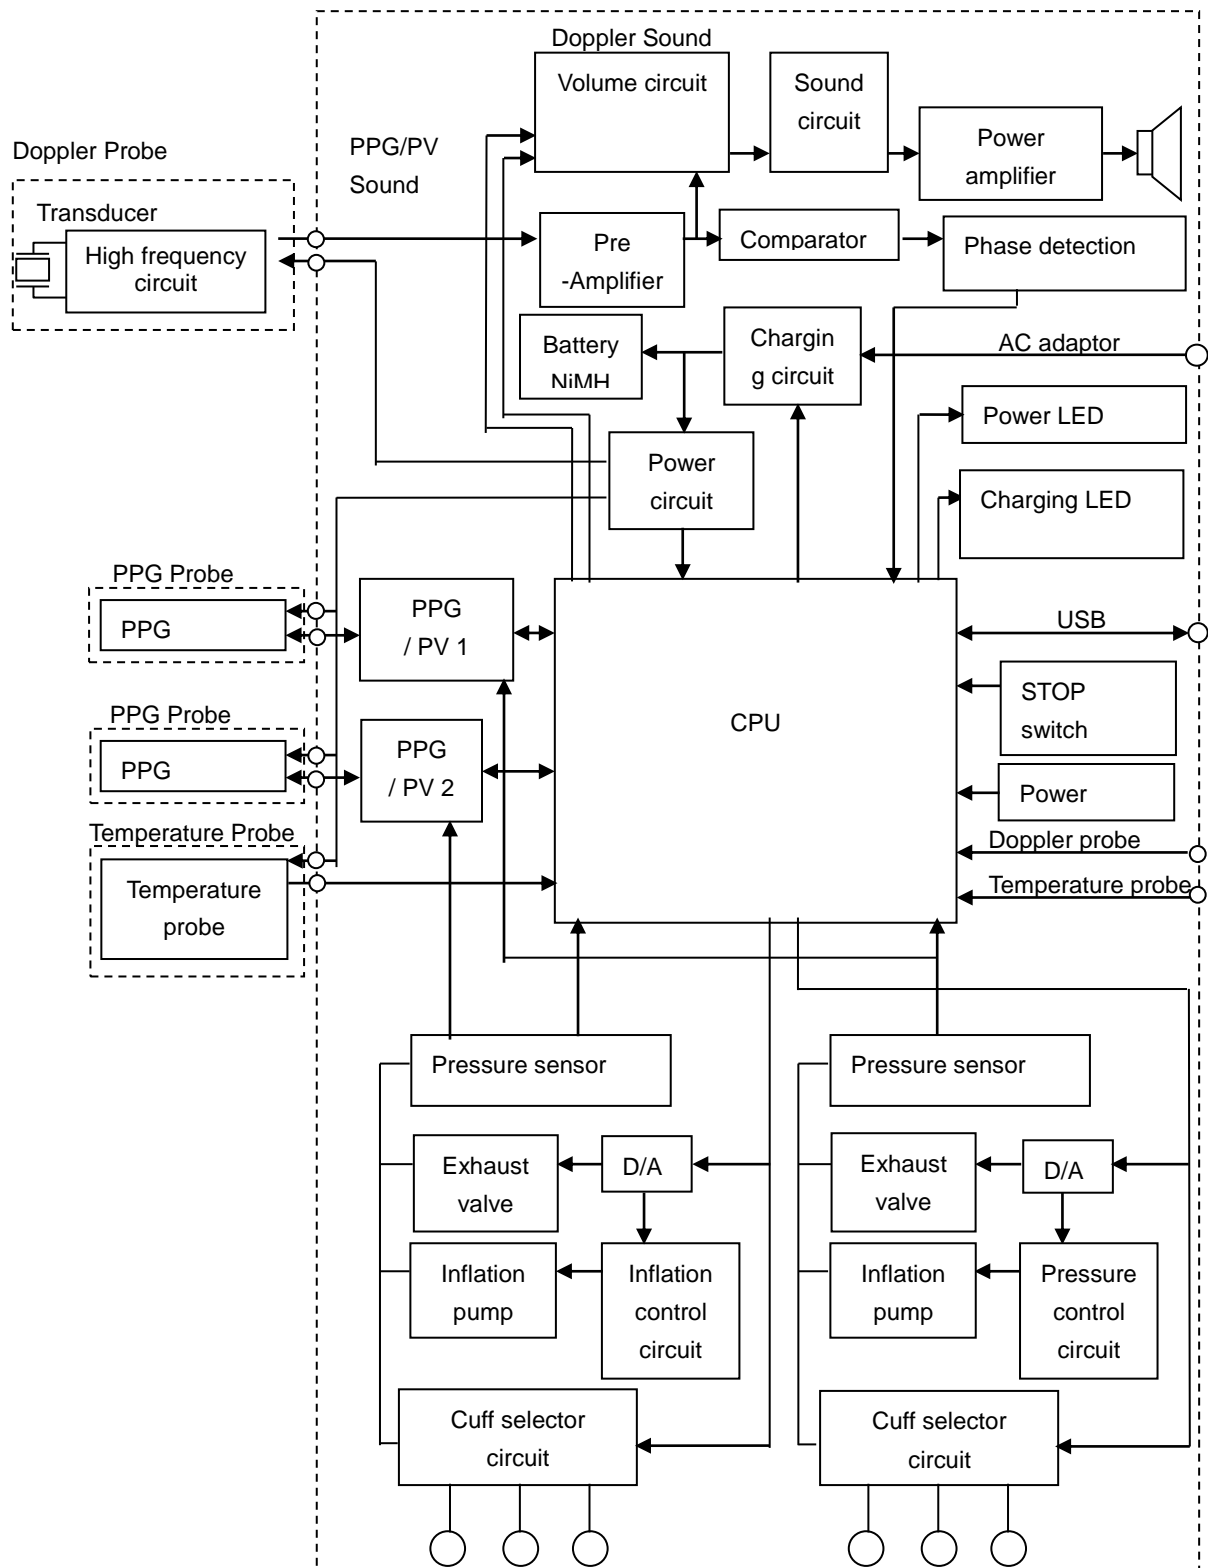 Doppler Sound
Volume circuit
Sound
circuit
Power
amplifier
PPG/PV
Sound
Doppler Probe
Transducer
High frequency
circuit
Pre
-Amplifier
Comparator
Phase detection
Battery
NiMH
Chargin
g circuit
AC adaptor
Power LED
Power
circuit
Charging LED
PPG Probe
PPG
PPG
/ PV 1
USB
STOP
switch
CPU
PPG Probe
PPG
PPG
/ PV 2
Power
Temperature Probe
Temperature
probe
Doppler probe
Temperature probe
Pressure sensor
Pressure sensor
Exhaust
valve
D/A
Exhaust
valve
D/A
Inflation
pump
Inflation
control
circuit
Inflation
pump
Pressure
control
circuit
Cuff selector
circuit
Cuff selector
circuit